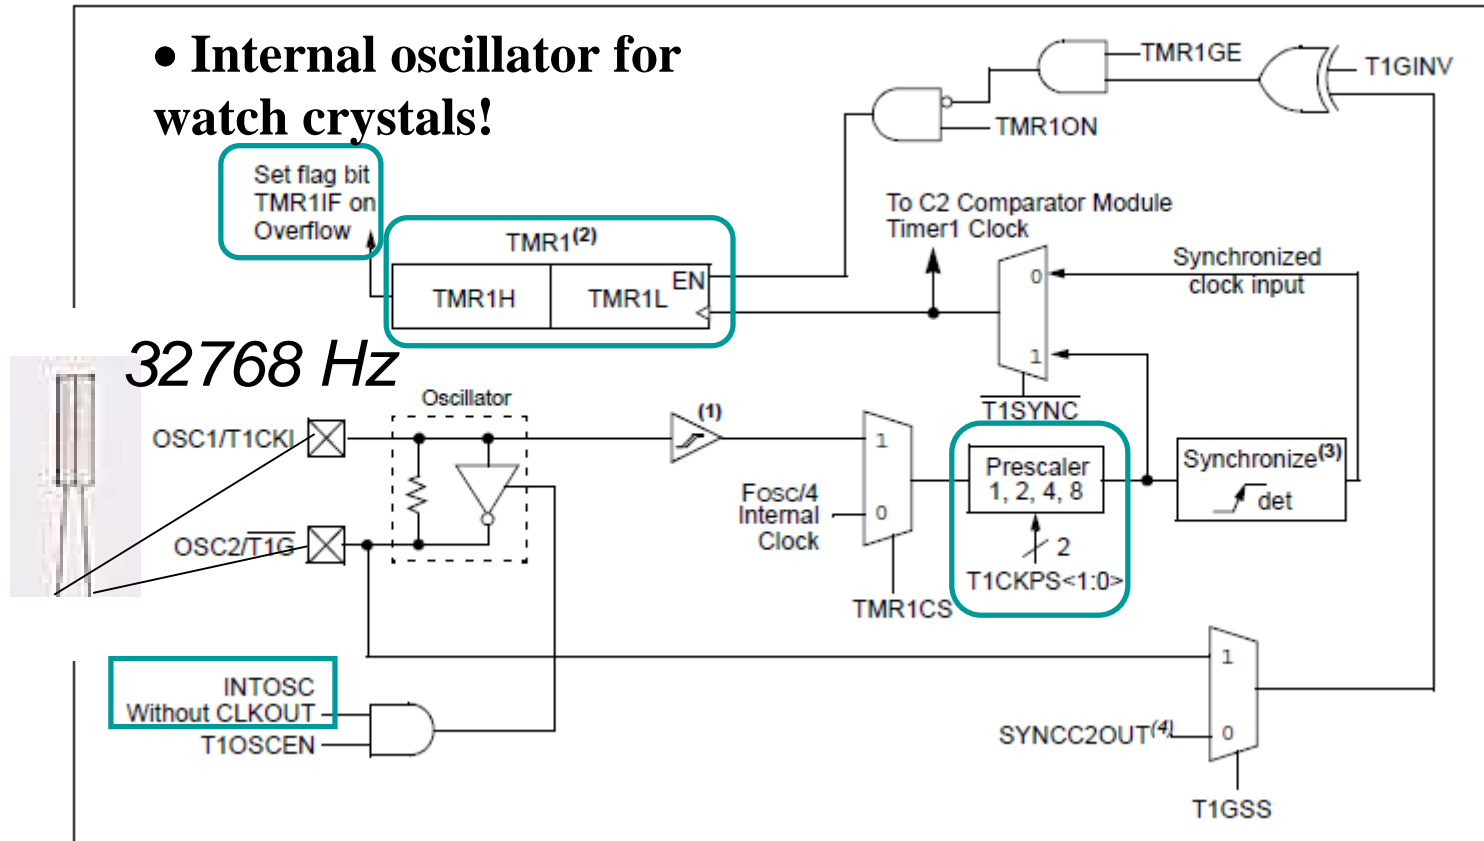 • Internal oscillator for
watch crystals!
TMR1GE
T1GINV
TMR1ON
Set flag bit
TMR1IF on
Overflow
To C2 Comparator Module
Timer1 Clock
TMR1(2)
EN
TMR1H
TMR1L
Synchronized
clock input
0
1
32768 Hz
Oscillator
(1)
T1SYNC
OSC1/T1CKI
1
Prescaler
1, 2, 4, 8
Synchronize(3)
det
Fosc/4
Internal
Clock
0
OSC2/T1G
2
T1CKPS<1:0>
TMR1CS
1
INTOSC
Without CLKOUT
T1OSCEN
SYNCC2OUT(4)
0
T1GSS